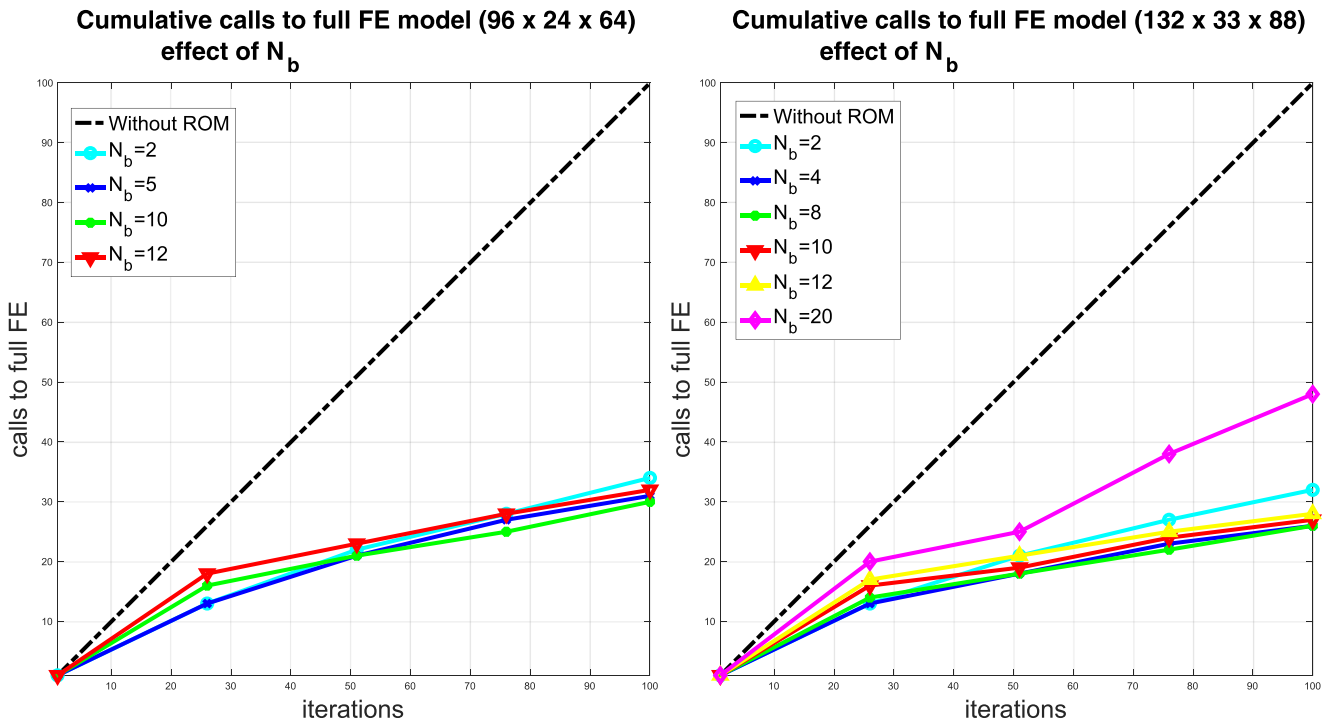 Cumulative calls to full FE model (96 x 24 x 64)
effect of N_b
100
90
80
70
60
50
40
30
20
10
calls to full FE
Without ROM
N_b=2
N_b=5
N_b=10
N_b=12
10 20 30 40 50 60 70 80 90 100
iterations
Cumulative calls to full FE model (132 x 33 x 88)
effect of N_b
100
90
80
70
60
50
40
30
20
10
calls to full FE
Without ROM
N_b=2
N_b=4
N_b=8
N_b=10
N_b=12
N_b=20
10 20 30 40 50 60 70 80 90 100
iterations